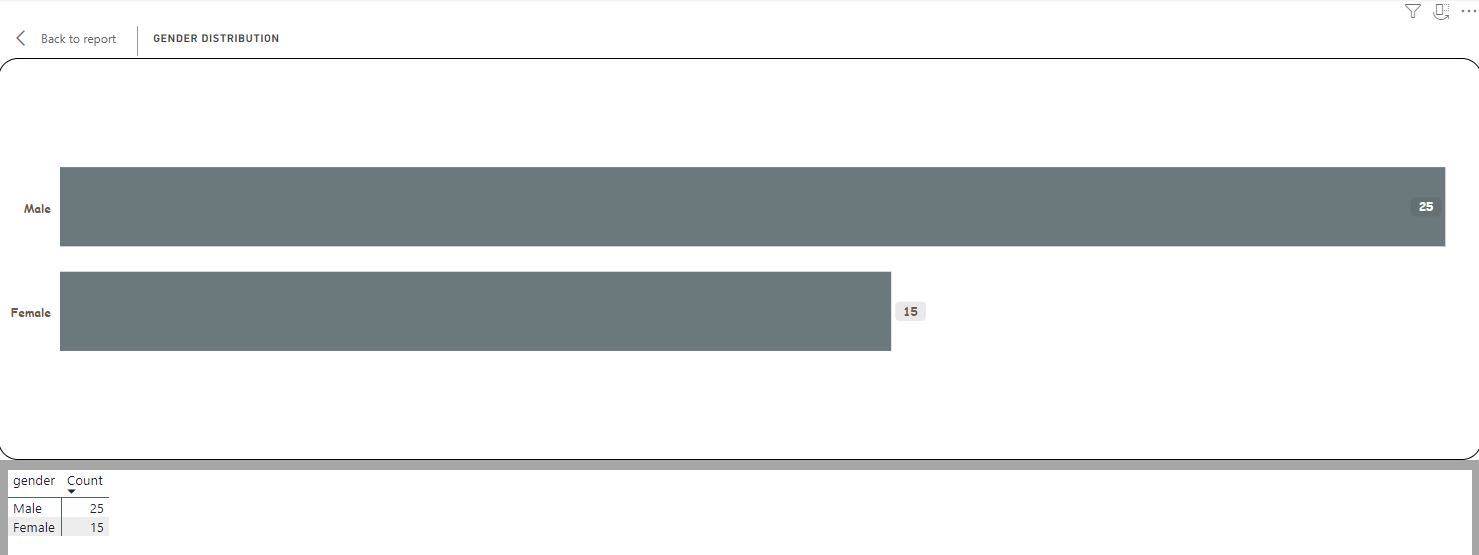 Back to report
GENDER DISTRIBUTION
Male
25
Female
15
gender Count
Male 25
Female 15